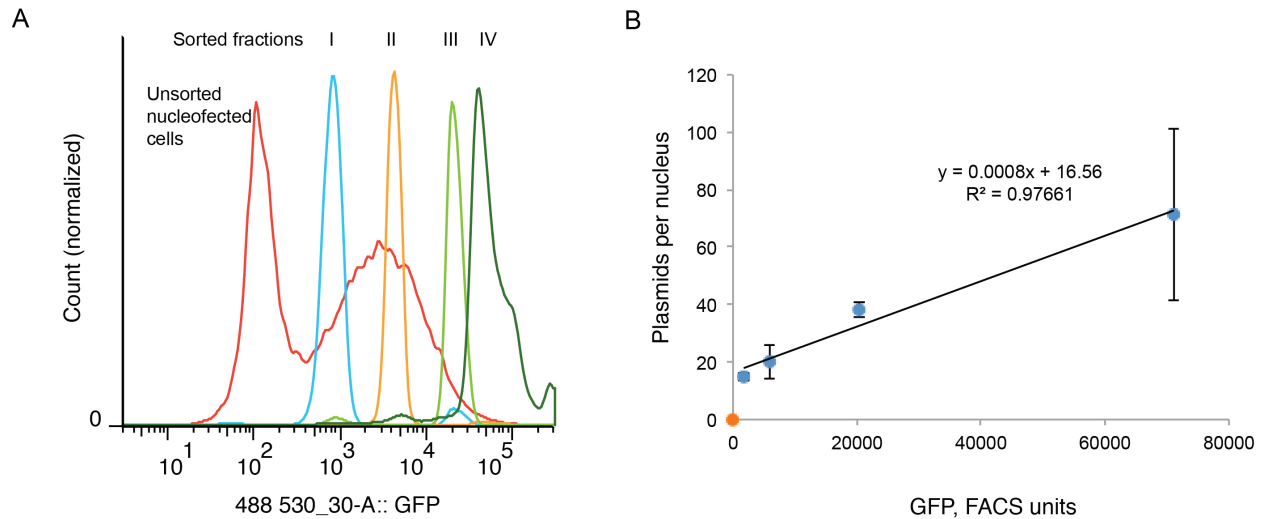 A
Sorted fractions I II III IV
Unsorted
nucleofected
cells
Count (normalized)
0
10^1 10^2 10^3 10^4 10^5
488 530_30-A:: GFP
B
Plasmids per nucleus
120
100
80
60
40
20
0
y = 0.0008x + 16.56
R² = 0.97661
0 20000 40000 60000 80000
GFP, FACS units